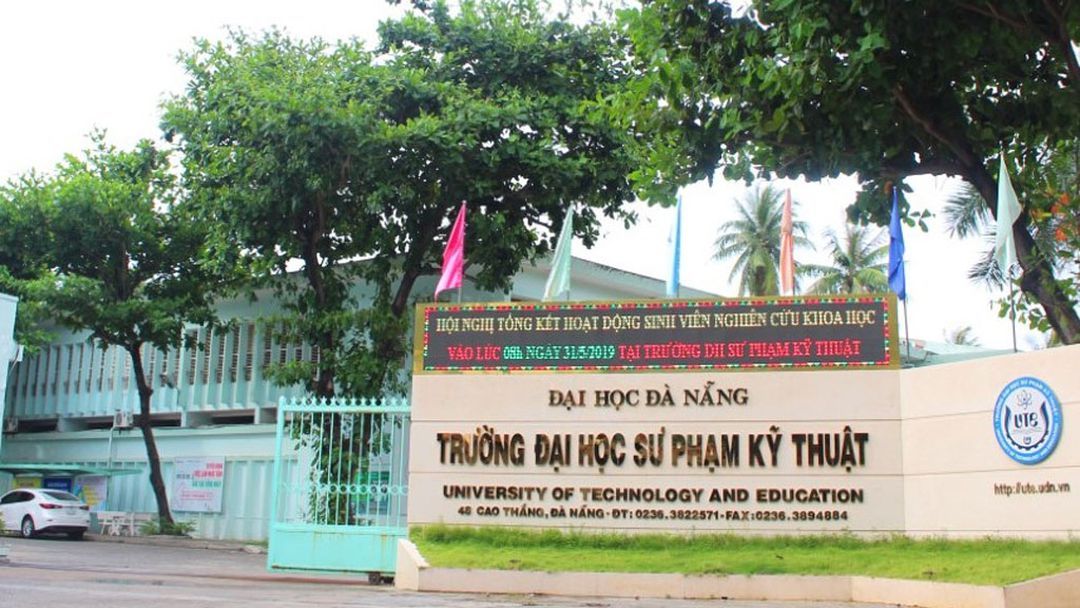 HỘI NGHỊ TỔNG KẾT HOẠT ĐỘNG SINH VIÊN NGHIÊN CỨU KHOA HỌC
VÀO LÚC 08h NGÀY 31/5/2019 TẠI TRƯỜNG ĐH SƯ PHẠM KỸ THUẬT
ĐẠI HỌC ĐÀ NẴNG
TRƯỜNG ĐẠI HỌC SƯ PHẠM KỸ THUẬT
UNIVERSITY OF TECHNOLOGY AND EDUCATION
48 CAO THẮNG, ĐÀ NẴNG - ĐT: 0236.3822571 - FAX: 0236.3894884
UTE
http://ute.udn.vn